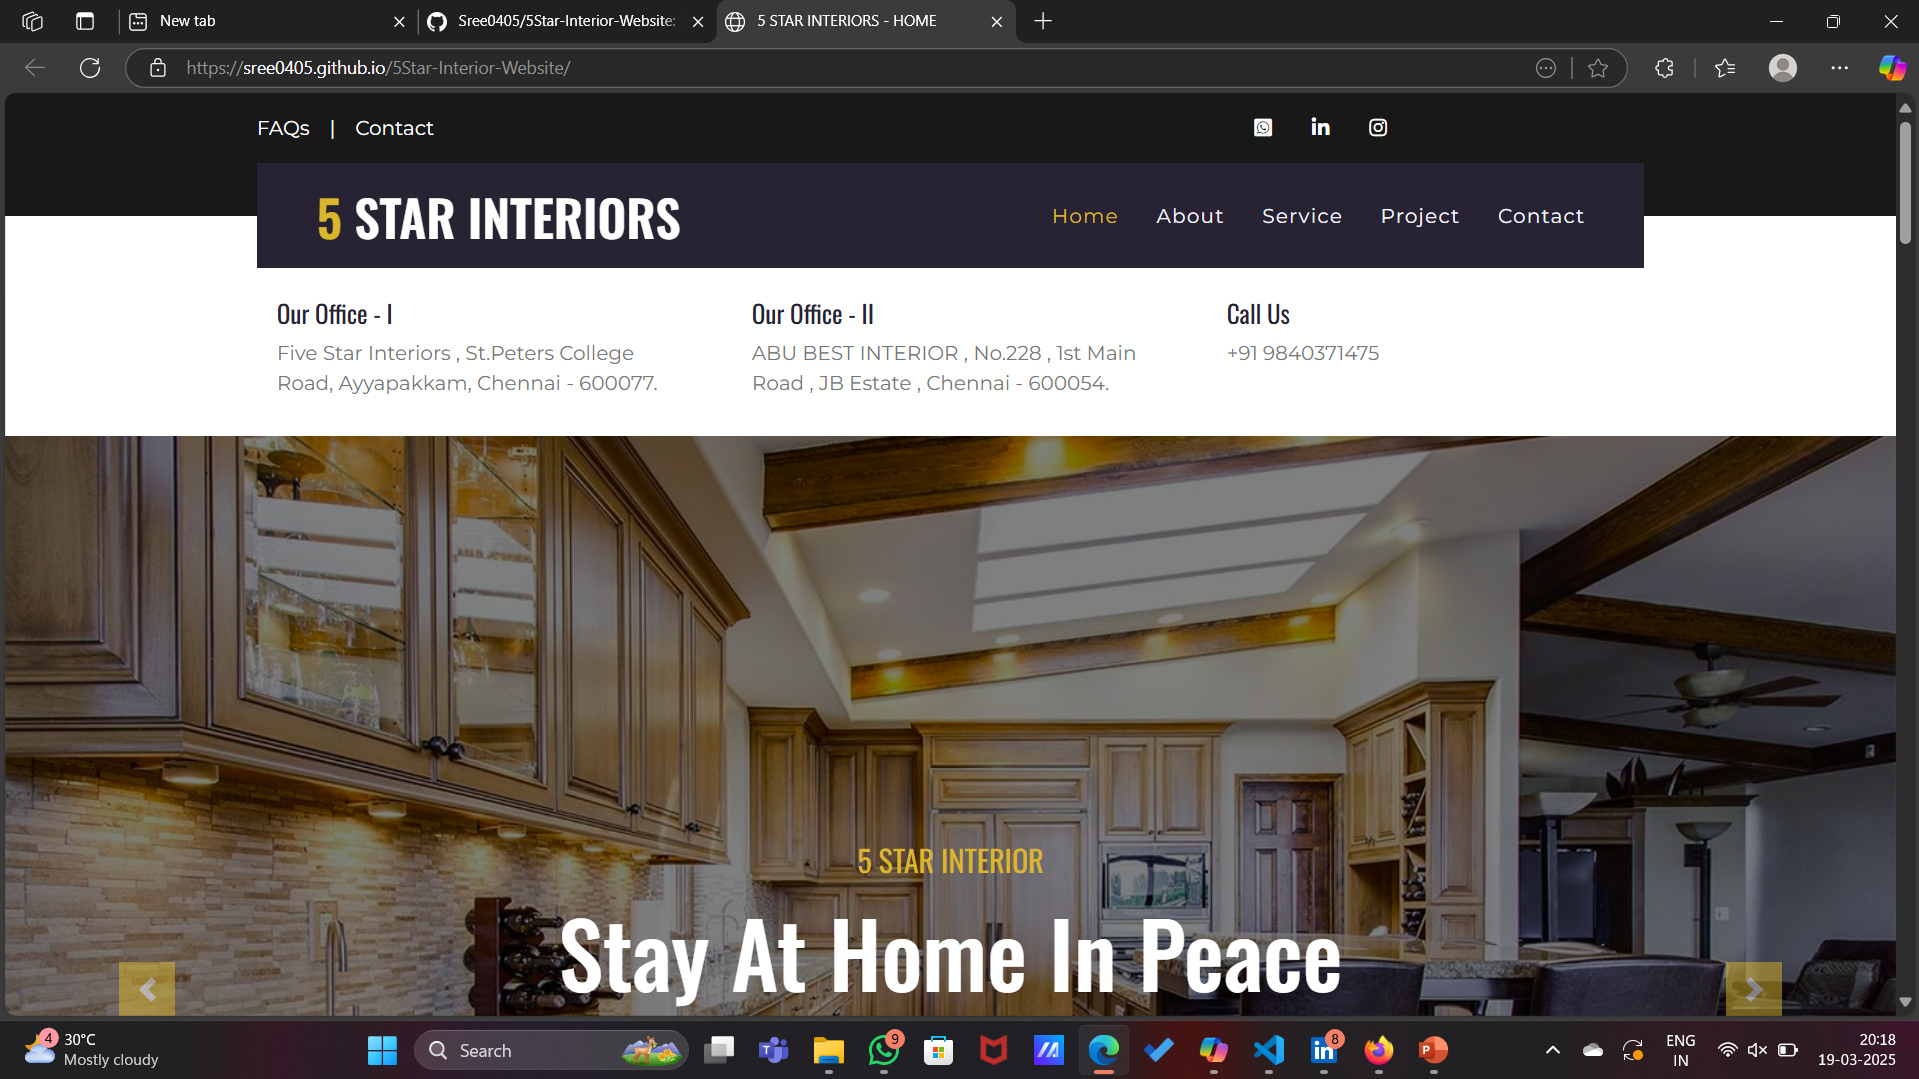 New tab
Sree0405/5Star-Interior-Website:
5 STAR INTERIORS - HOME
https://sree0405.github.io/5Star-Interior-Website/
FAQs | Contact
5 STAR INTERIORS
Home About Service Project Contact
Our Office - I
Five Star Interiors , St.Peters College
Road, Ayyapakkam, Chennai - 600077.
Our Office - II
ABU BEST INTERIOR , No.228 , 1st Main
Road , JB Estate , Chennai - 600054.
Call Us
+91 9840371475
5 STAR INTERIOR
Stay At Home In Peace
4
30°C
Mostly cloudy
Search
9
8
ENG
IN
20:18
19-03-2025